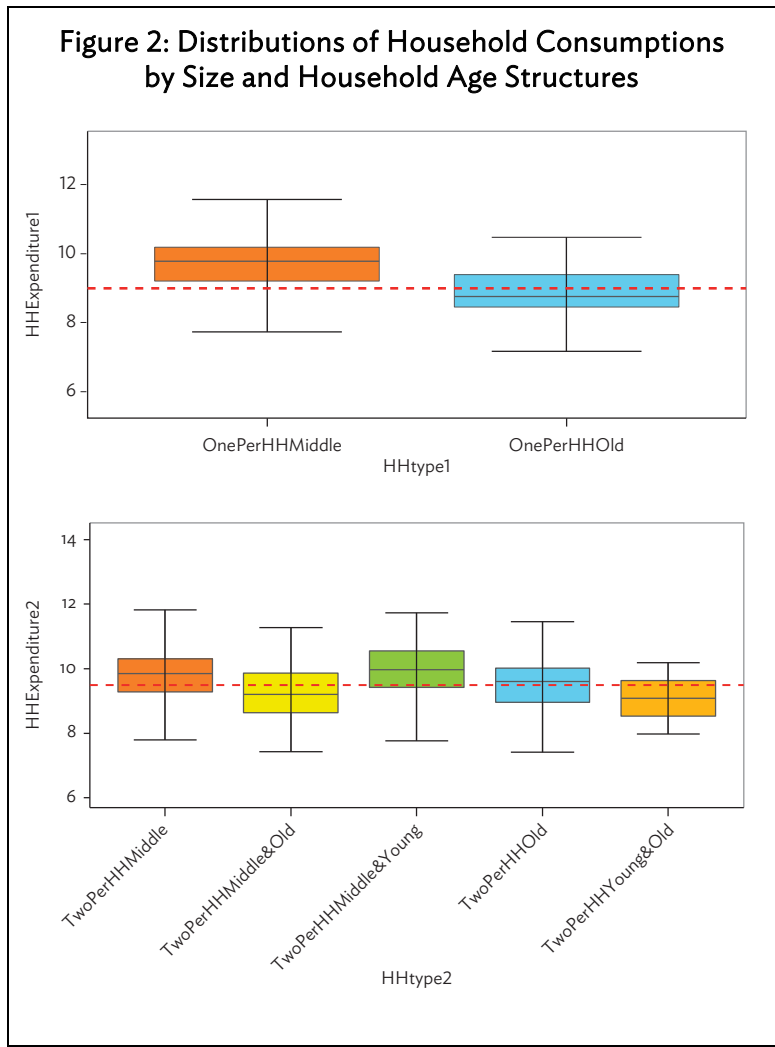 Figure 2: Distributions of Household Consumptions
by Size and Household Age Structures
HHExpenditure1
12
10
8
6
OnePerHHMiddle
OnePerHHOld
HHtype1
HHExpenditure2
14
12
10
8
6
TwoPerHHMiddle
TwoPerHHMiddle&Old
TwoPerHHMiddle&Young
TwoPerHHOld
TwoPerHHYoung&Old
HHtype2